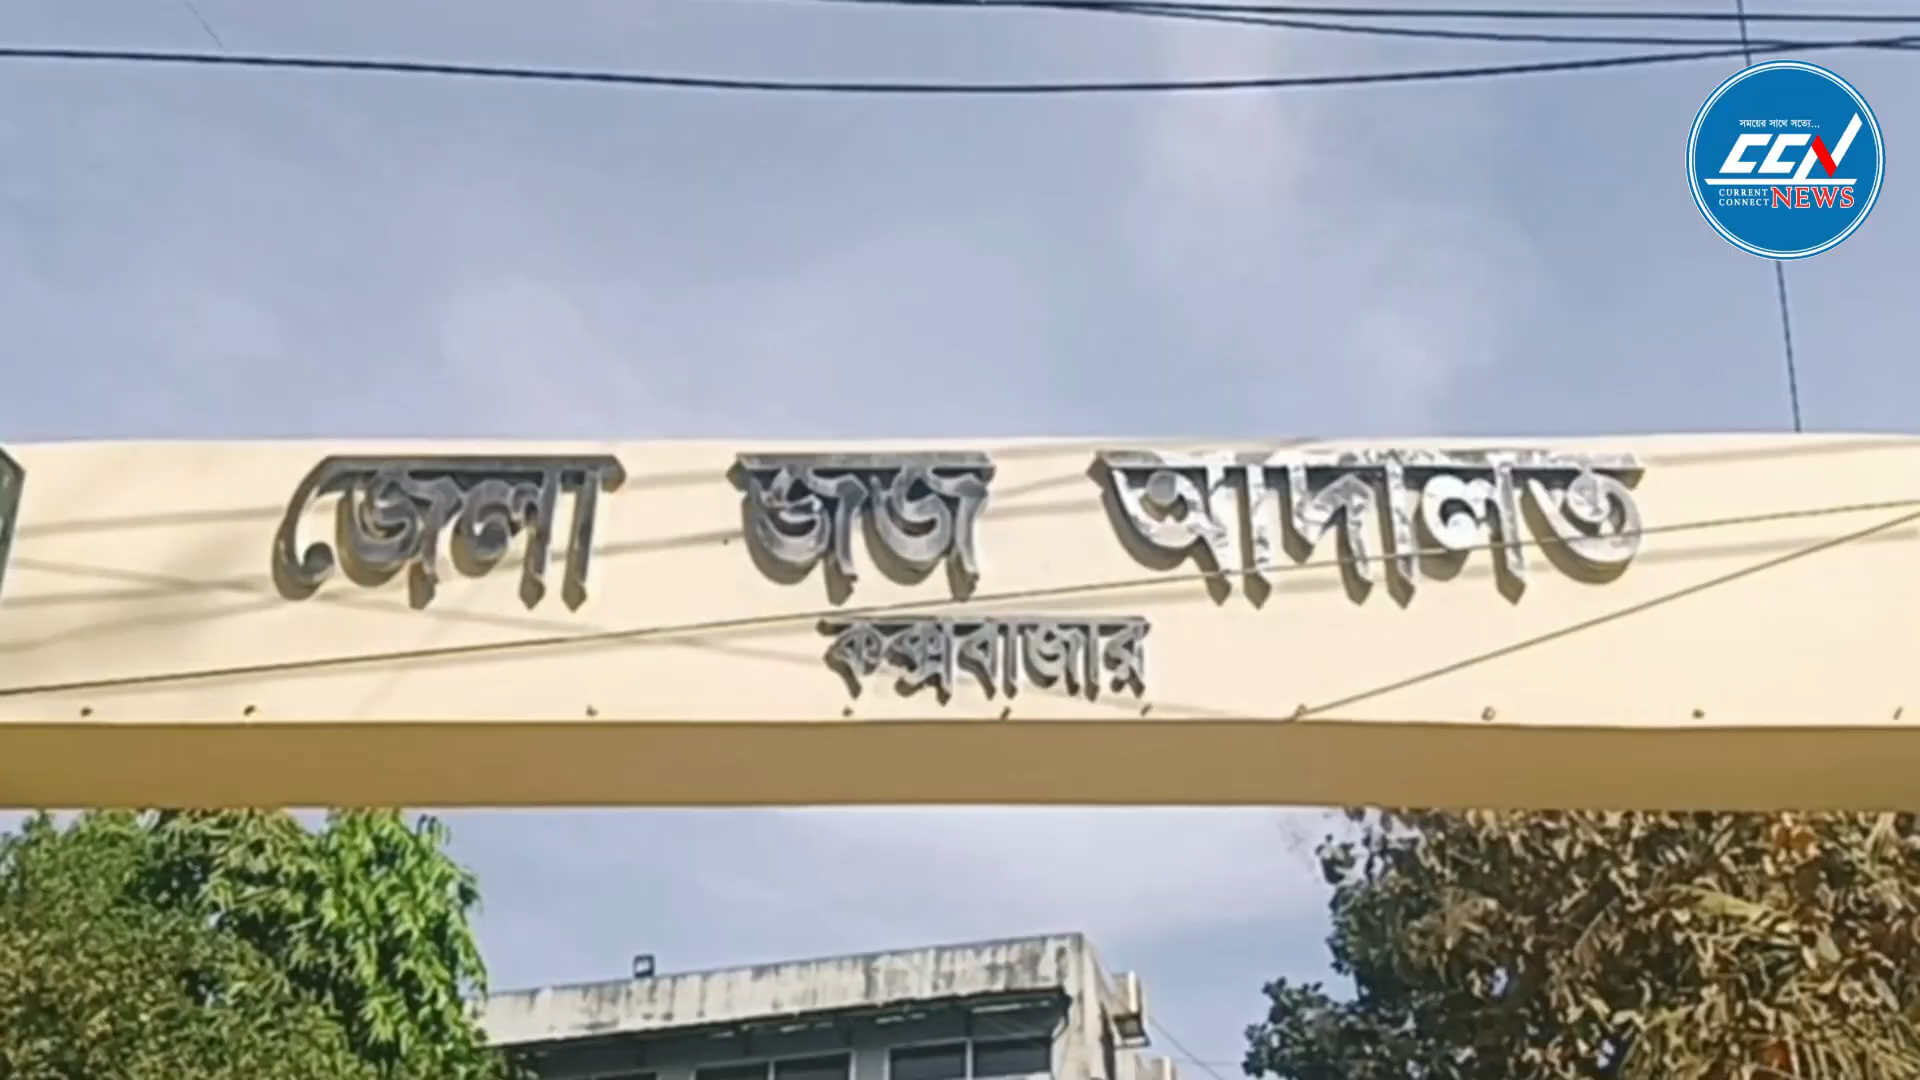 সময়ের সাথে সত্যে...
CCN
CURRENT
CONNECT NEWS
জেলা জজ আদালত
কক্সবাজার